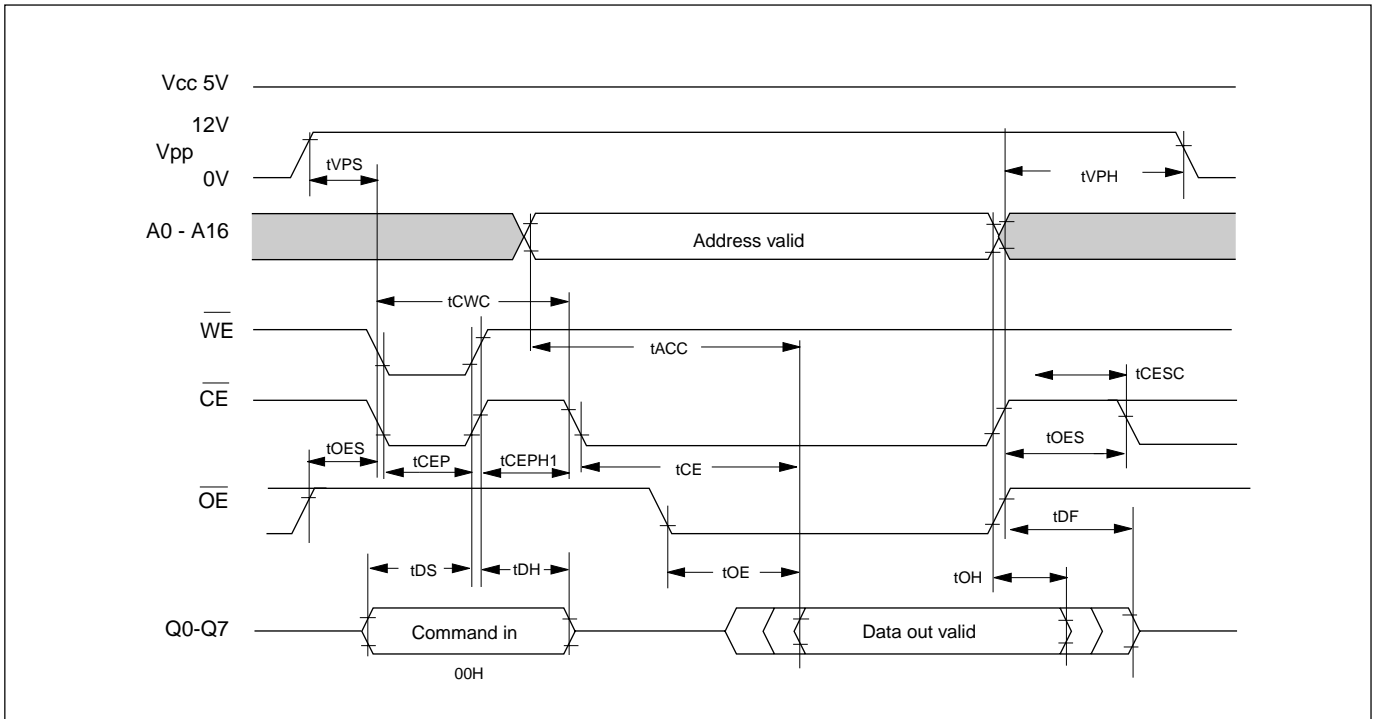 Vcc 5V
12V
Vpp
0V
tVPS
tVPH
A0 - A16
Address valid
tCWC
WE
tACC
tCESC
CE
tOES
tCEP
tCEPH1
tCE
tOES
OE
tDF
tDS
tDH
tOE
tOH
Q0-Q7
Command in
Data out valid
00H